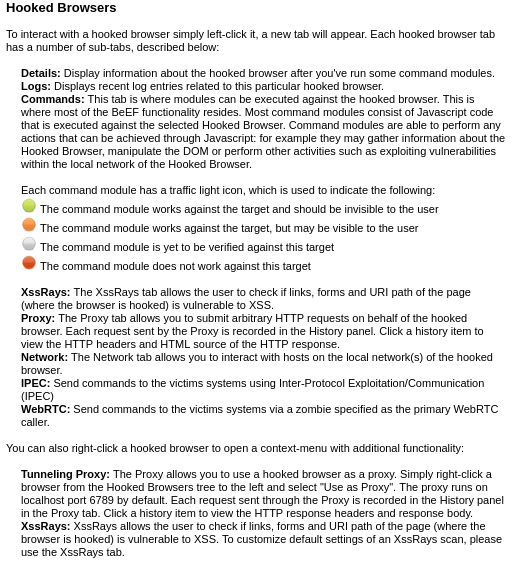 Hooked Browsers
To interact with a hooked browser simply left-click it, a new tab will appear. Each hooked browser tab
has a number of sub-tabs, described below:
Details: Display information about the hooked browser after you've run some command modules.
Logs: Displays recent log entries related to this particular hooked browser.
Commands: This tab is where modules can be executed against the hooked browser. This is
where most of the BeEF functionality resides. Most command modules consist of Javascript code
that is executed against the selected Hooked Browser. Command modules are able to perform any
actions that can be achieved through Javascript: for example they may gather information about the
Hooked Browser, manipulate the DOM or perform other activities such as exploiting vulnerabilities
within the local network of the Hooked Browser.
Each command module has a traffic light icon, which is used to indicate the following:
The command module works against the target and should be invisible to the user
The command module works against the target, but may be visible to the user
The command module is yet to be verified against this target
The command module does not work against this target
XssRays: The XssRays tab allows the user to check if links, forms and URI path of the page
(where the browser is hooked) is vulnerable to XSS.
Proxy: The Proxy tab allows you to submit arbitrary HTTP requests on behalf of the hooked
browser. Each request sent by the Proxy is recorded in the History panel. Click a history item to
view the HTTP headers and HTML source of the HTTP response.
Network: The Network tab allows you to interact with hosts on the local network(s) of the hooked
browser.
IPEC: Send commands to the victims systems using Inter-Protocol Exploitation/Communication
(IPEC)
WebRTC: Send commands to the victims systems via a zombie specified as the primary WebRTC
caller.
You can also right-click a hooked browser to open a context-menu with additional functionality:
Tunneling Proxy: The Proxy allows you to use a hooked browser as a proxy. Simply right-click a
browser from the Hooked Browsers tree to the left and select "Use as Proxy". The proxy runs on
localhost port 6789 by default. Each request sent through the Proxy is recorded in the History panel
in the Proxy tab. Click a history item to view the HTTP response headers and response body.
XssRays: XssRays allows the user to check if links, forms and URI path of the page (where the
browser is hooked) is vulnerable to XSS. To customize default settings of an XssRays scan, please
use the XssRays tab.